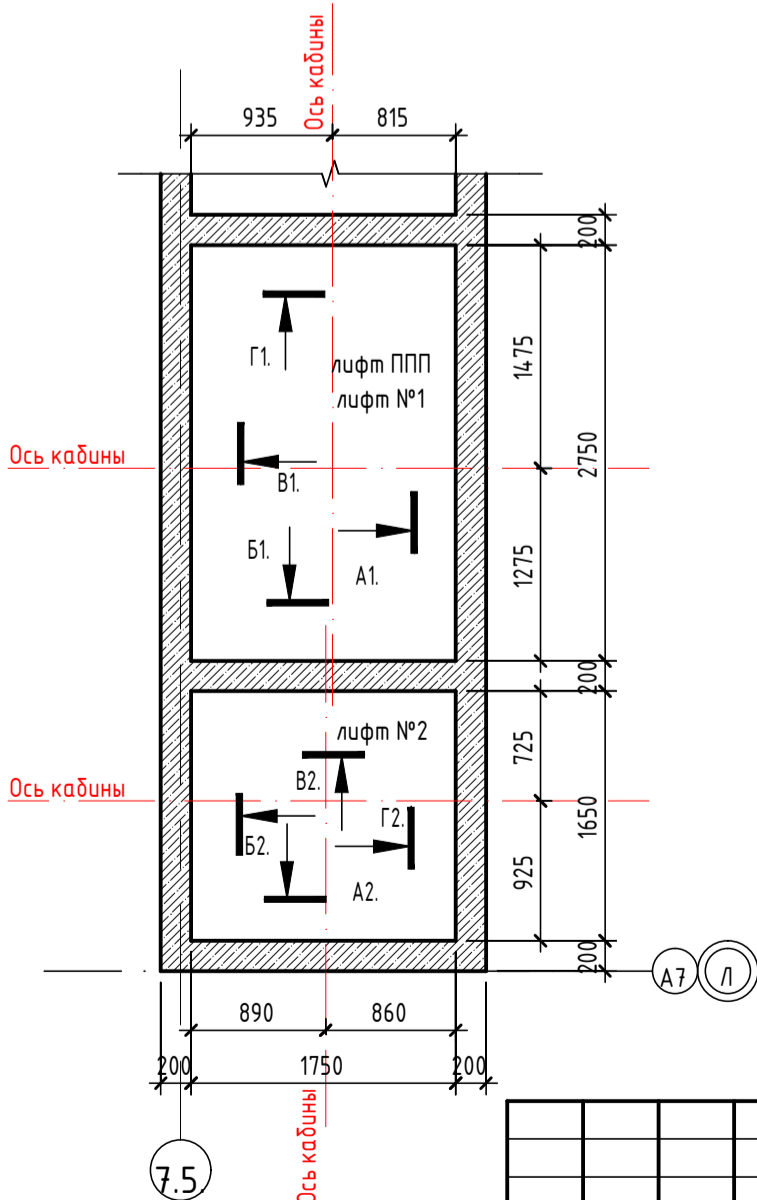 Ось кабины
935
815
200
1475
2750
1275
Г1.
лифт ППП
лифт №1
Ось кабины
В1.
Б1.
А1.
200
лифт №2
725
В2.
Ось кабины
Г2.
1650
Б2.
925
А2.
200
А7
Л
890
860
200
1750
200
Ось кабины
7.5.